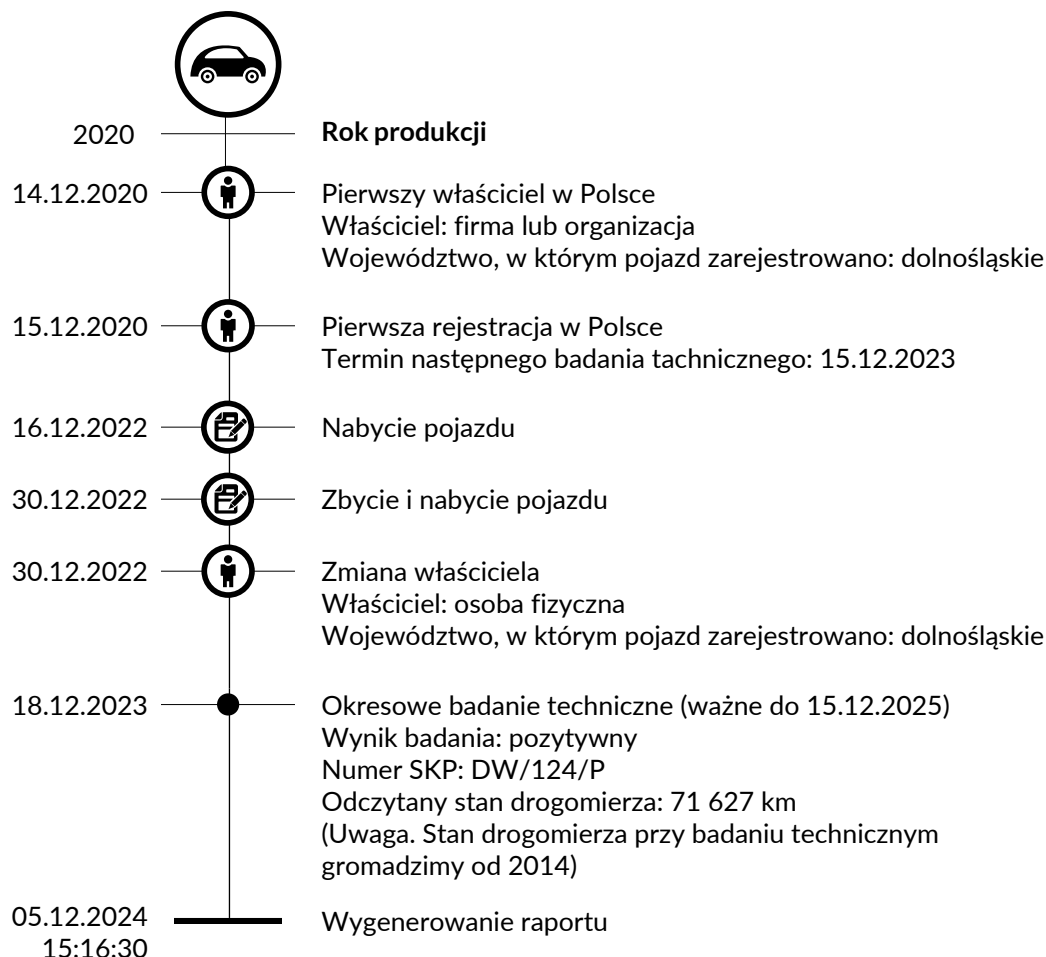 2020 Rok produkcji
14.12.2020 Pierwszy właściciel w Polsce
Właściciel: firma lub organizacja
Województwo, w którym pojazd zarejestrowano: dolnośląskie
15.12.2020 Pierwsza rejestracja w Polsce
Termin następnego badania tachnicznego: 15.12.2023
16.12.2022 Nabycie pojazdu
30.12.2022 Zbycie i nabycie pojazdu
30.12.2022 Zmiana właściciela
Właściciel: osoba fizyczna
Województwo, w którym pojazd zarejestrowano: dolnośląskie
18.12.2023 Okresowe badanie techniczne (ważne do 15.12.2025)
Wynik badania: pozytywny
Numer SKP: DW/124/P
Odczytany stan drogomierza: 71 627 km
(Uwaga. Stan drogomierza przy badaniu technicznym
gromadzimy od 2014)
05.12.2024 Wygenerowanie raportu
15:16:30